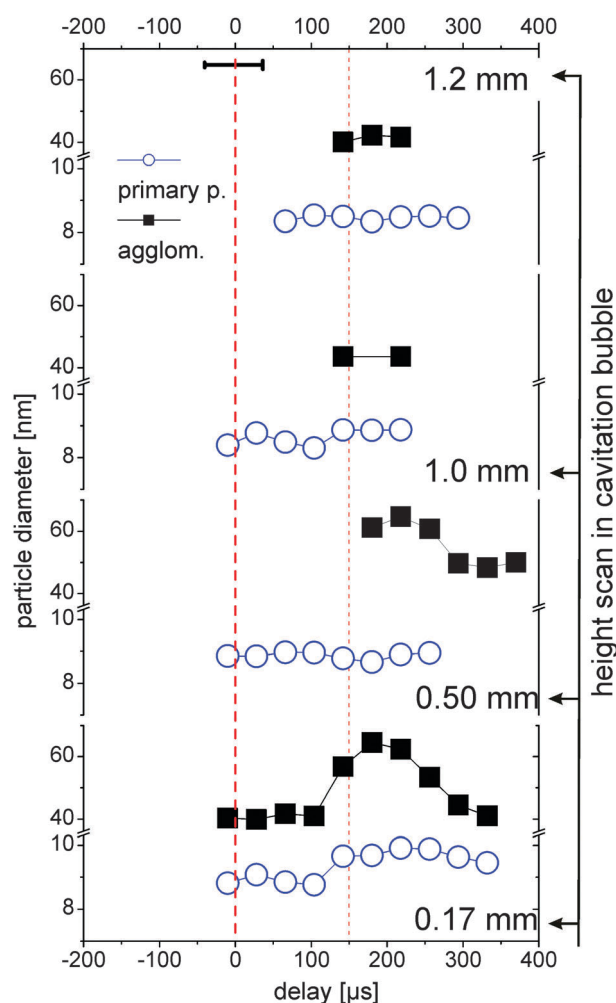 -200 -100 0 100 200 300 400
60
1.2 mm
40
10
primary p.
8
agglom.
60
40
10
8
1.0 mm
60
40
10
8
0.50 mm
60
40
10
8
0.17 mm
-200 -100 0 100 200 300 400
delay [µs]
particle diameter [nm]
height scan in cavitation bubble